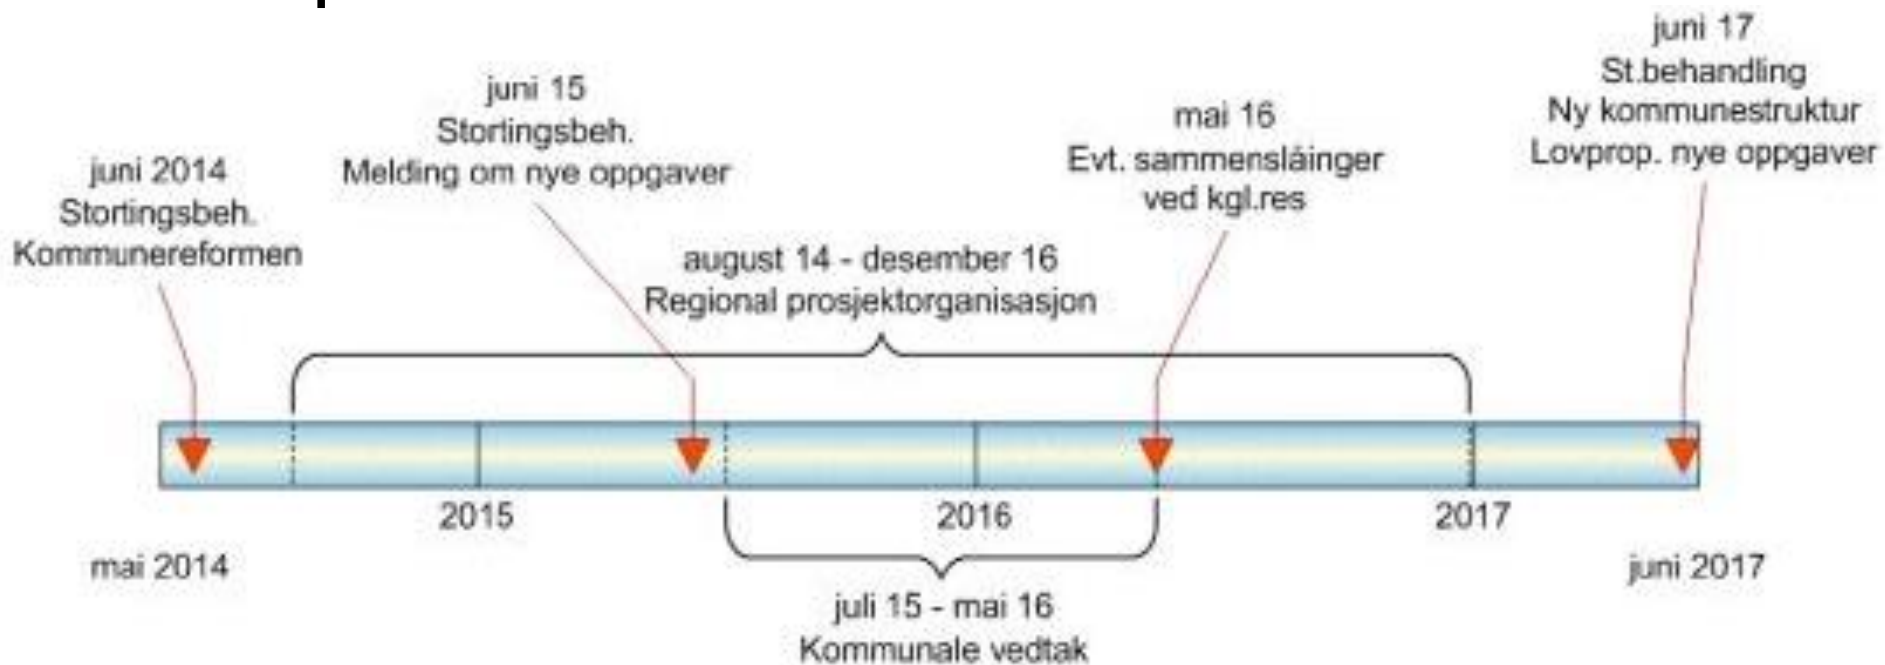 juni 2014
Stortingsbeh.
Kommunereformen
juni 15
Stortingsbeh.
Melding om nye oppgaver
august 14 - desember 16
Regional prosjektorganisasjon
mai 16
Evt. sammenslåinger
ved kgl.res
juni 17
St.behandling
Ny kommunestruktur
Lovprop. nye oppgaver
2015
2016
2017
mai 2014
juni 2017
juli 15 - mai 16
Kommunale vedtak